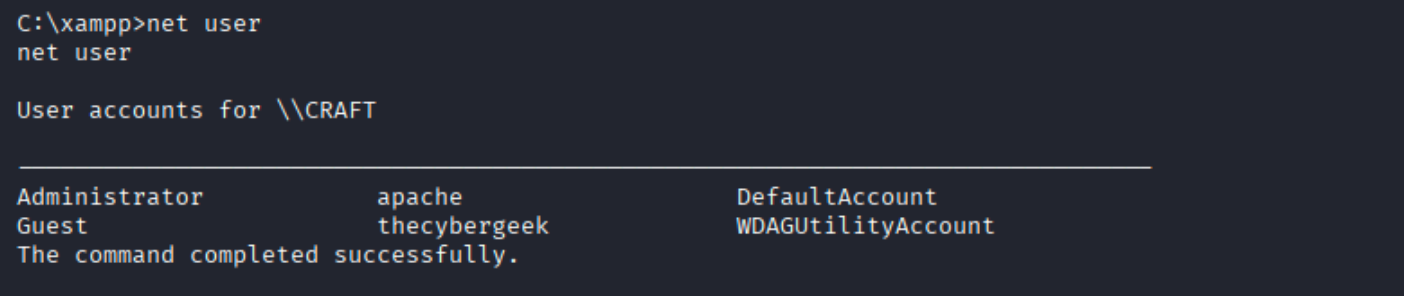 C:\xampp>net user
net user
User accounts for \\CRAFT
Administrator apache DefaultAccount
Guest thecybergeek WDAGUtilityAccount
The command completed successfully.